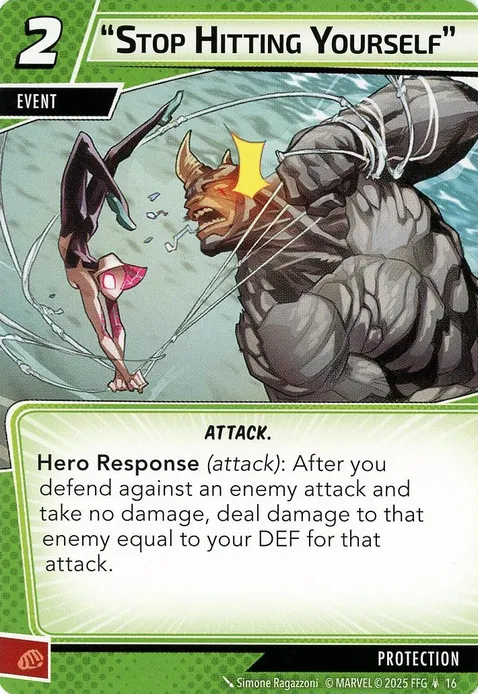 2
“Stop Hitting Yourself”
EVENT
ATTACK.
Hero Response (attack): After you
defend against an enemy attack and
take no damage, deal damage to that
enemy equal to your DEF for that
attack.
PROTECTION
Simone Ragazzoni © MARVEL © 2025 FFG 16